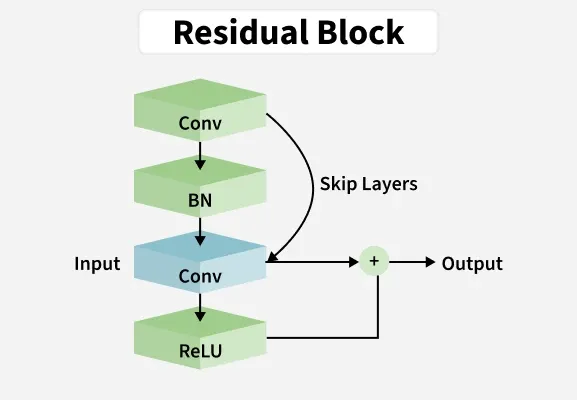 Residual Block
Conv
Skip Layers
BN
Input
Conv
+
Output
ReLU